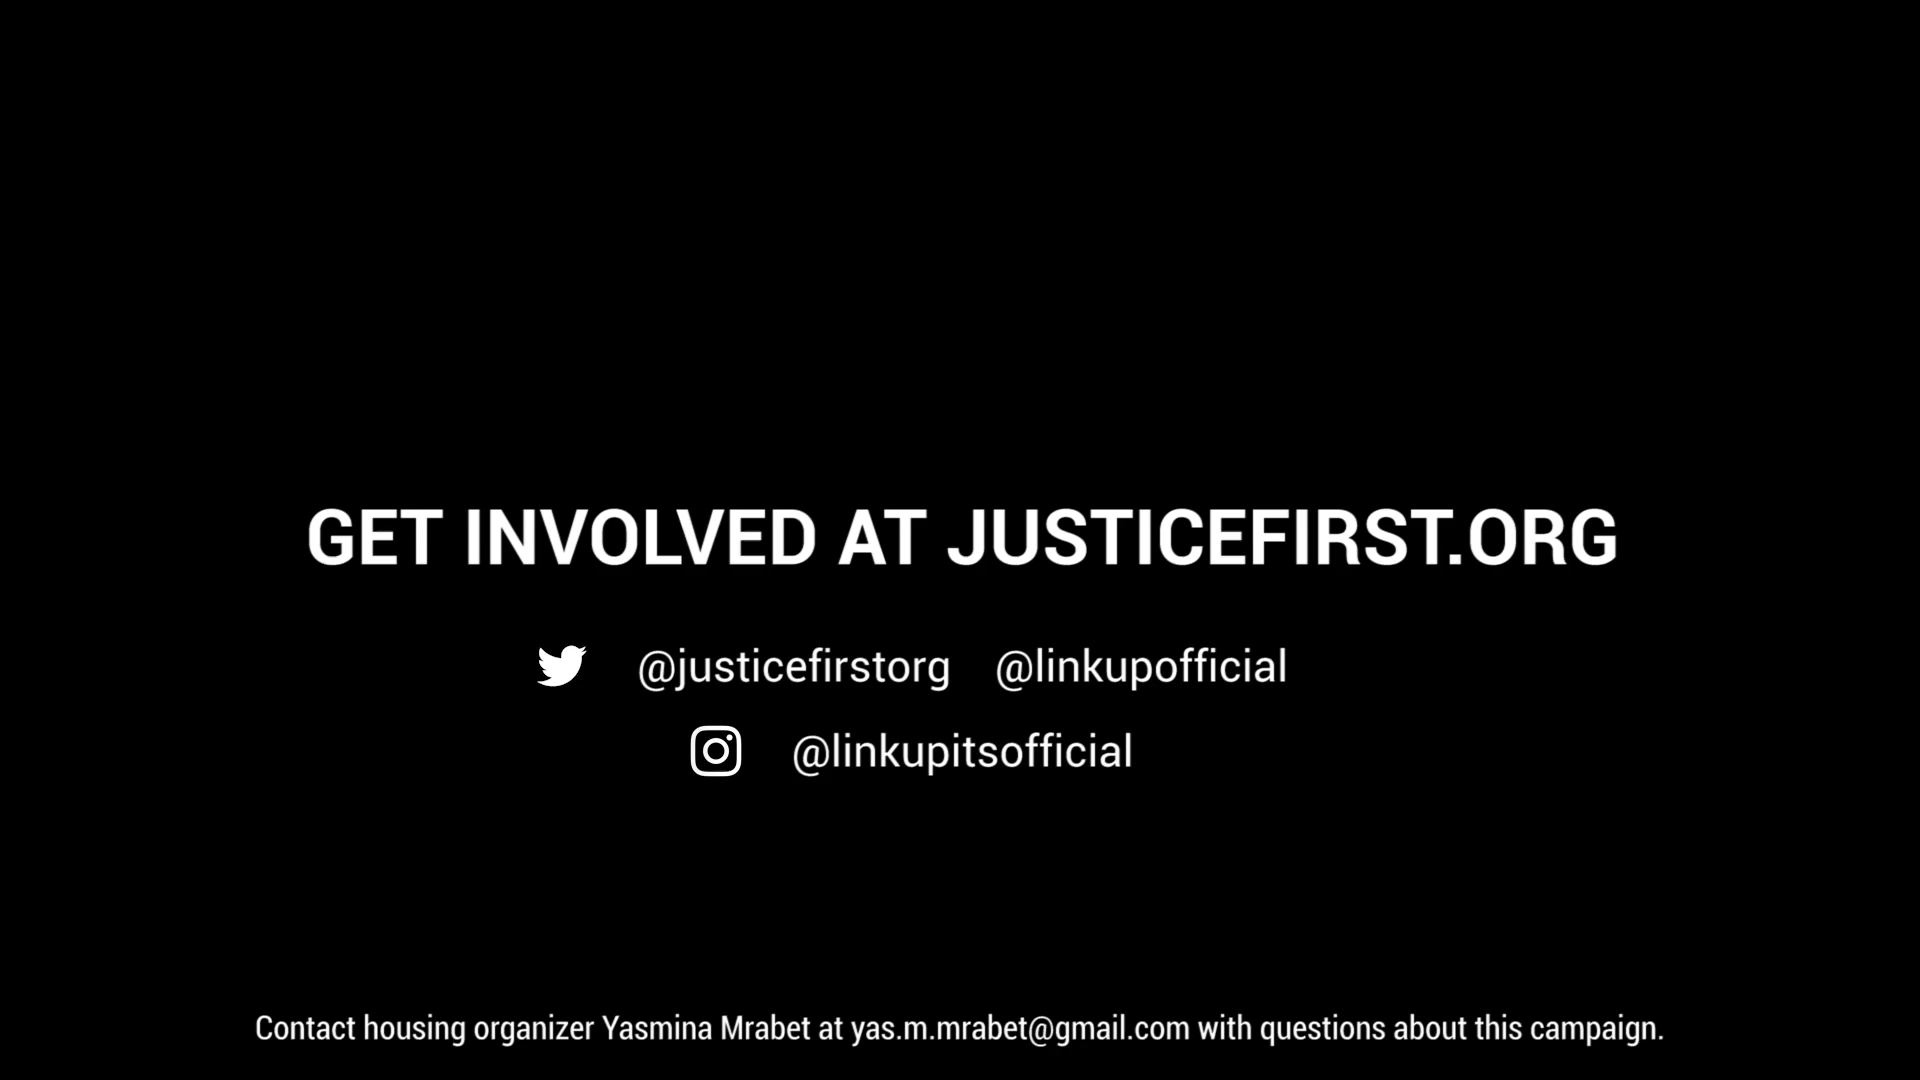 GET INVOLVED AT JUSTICEFIRST.ORG
@justicefirstorg @linkupofficial
@linkupitsofficial
Contact housing organizer Yasmina Mrabet at yas.m.mrabet@gmail.com with questions about this campaign.